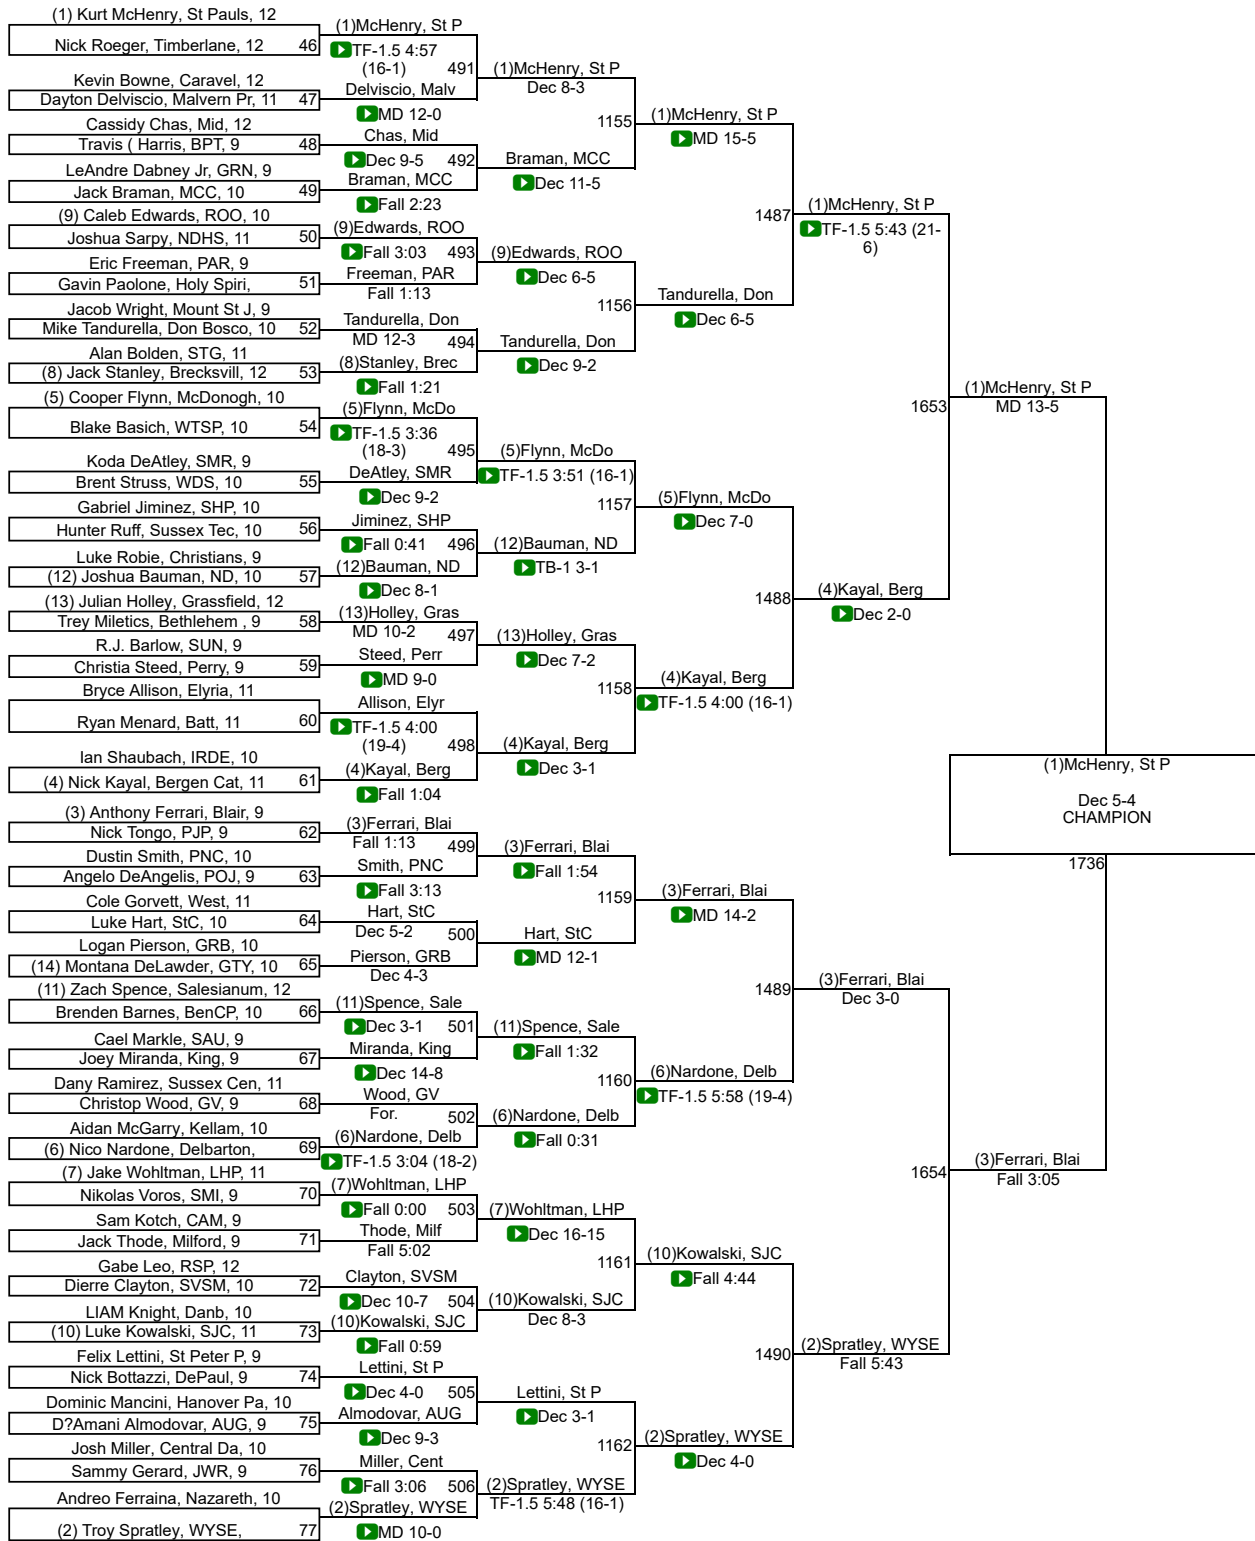 (1) Kurt McHenry, St Pauls, 12
Nick Roeger, Timberlane, 12 46
Kevin Bowne, Caravel, 12
Dayton Delviscio, Malvern Pr, 11 47
Cassidy Chas, Mid, 12
Travis ( Harris, BPT, 9 48
LeAndre Dabney Jr, GRN, 9
Jack Braman, MCC, 10 49
(9) Caleb Edwards, ROO, 10
Joshua Sarpy, NDHS, 11 50
Eric Freeman, PAR, 9
Gavin Paolone, Holy Spiri, 51
Jacob Wright, Mount St J, 9
Mike Tandurella, Don Bosco, 10 52
Alan Bolden, STG, 11
(8) Jack Stanley, Brecksvill, 12 53
(5) Cooper Flynn, McDonogh, 10
Blake Basich, WTSP, 10 54
Koda DeAtley, SMR, 9
Brent Struss, WDS, 10 55
Gabriel Jiminez, SHP, 10
Hunter Ruff, Sussex Tec, 10 56
Luke Robie, Christians, 9
(12) Joshua Bauman, ND, 10 57
(13) Julian Holley, Grassfield, 12
Trey Miletics, Bethlehem , 9 58
R.J. Barlow, SUN, 9
Christia Steed, Perry, 9 59
Bryce Allison, Elyria, 11
Ryan Menard, Batt, 11 60
Ian Shaubach, IRDE, 10
(4) Nick Kayal, Bergen Cat, 11 61
(3) Anthony Ferrari, Blair, 9
Nick Tongo, PJP, 9 62
Dustin Smith, PNC, 10
Angelo DeAngelis, POJ, 9 63
Cole Gorvett, West, 11
Luke Hart, StC, 10 64
Logan Pierson, GRB, 10
(14) Montana DeLawder, GTY, 10 65
(11) Zach Spence, Salesianum, 12
Brenden Barnes, BenCP, 10 66
Cael Markle, SAU, 9
Joey Miranda, King, 9 67
Dany Ramirez, Sussex Cen, 11
Christop Wood, GV, 9 68
Aidan McGarry, Kellam, 10
(6) Nico Nardone, Delbarton, 69
(7) Jake Wohltman, LHP, 11
Nikolas Voros, SMI, 9 70
Sam Kotch, CAM, 9
Jack Thode, Milford, 9 71
Gabe Leo, RSP, 12
Dierre Clayton, SVSM, 10 72
LIAM Knight, Danb, 10
(10) Luke Kowalski, SJC, 11 73
Felix Lettini, St Peter P, 9
Nick Bottazzi, DePaul, 9 74
Dominic Mancini, Hanover Pa, 10
D?Amani Almodovar, AUG, 9 75
Josh Miller, Central Da, 10
Sammy Gerard, JWR, 9 76
Andreo Ferraina, Nazareth, 10
(2) Troy Spratley, WYSE, 77
(1)McHenry, St P
TF-1.5 4:57
(16-1) 491
Delviscio, Malv
MD 12-0
Chas, Mid
Dec 9-5 492
Braman, MCC
Fall 2:23
(9)Edwards, ROO
Fall 3:03 493
Freeman, PAR
Fall 1:13
Tandurella, Don
MD 12-3 494
(8)Stanley, Brec
Fall 1:21
(5)Flynn, McDo
TF-1.5 3:36
(18-3) 495
DeAtley, SMR
Dec 9-2
Jiminez, SHP
Fall 0:41 496
(12)Bauman, ND
Dec 8-1
(13)Holley, Gras
MD 10-2 497
Steed, Perr
MD 9-0
Allison, Elyr
TF-1.5 4:00
(19-4) 498
(4)Kayal, Berg
Fall 1:04
(3)Ferrari, Blai
Fall 1:13 499
Smith, PNC
Fall 3:13
Hart, StC
Dec 5-2 500
Pierson, GRB
Dec 4-3
(11)Spence, Sale
Dec 3-1 501
Miranda, King
Dec 14-8
Wood, GV
For. 502
(6)Nardone, Delb
TF-1.5 3:04 (18-2)
(7)Wohltman, LHP
Fall 0:00 503
Thode, Milf
Fall 5:02
Clayton, SVSM
Dec 10-7 504
(10)Kowalski, SJC
Fall 0:59
Lettini, St P
Dec 4-0 505
Almodovar, AUG
Dec 9-3
Miller, Cent
Fall 3:06 506
(2)Spratley, WYSE
MD 10-0
(1)McHenry, St P
Dec 8-3
1155
Braman, MCC
Dec 11-5
(9)Edwards, ROO
Dec 6-5
1156
Tandurella, Don
Dec 9-2
(5)Flynn, McDo
TF-1.5 3:51 (16-1)
1157
(12)Bauman, ND
TB-1 3-1
(13)Holley, Gras
Dec 7-2
1158
(4)Kayal, Berg
Dec 3-1
(3)Ferrari, Blai
Fall 1:54
1159
Hart, StC
MD 12-1
(11)Spence, Sale
Fall 1:32
1160
(6)Nardone, Delb
Fall 0:31
(7)Wohltman, LHP
Dec 16-15
1161
(10)Kowalski, SJC
Dec 8-3
Lettini, St P
Dec 3-1
1162
(2)Spratley, WYSE
TF-1.5 5:48 (16-1)
(1)McHenry, St P
MD 15-5
1487
Tandurella, Don
Dec 6-5
(5)Flynn, McDo
Dec 7-0
1488
(4)Kayal, Berg
TF-1.5 4:00 (16-1)
(3)Ferrari, Blai
MD 14-2
1489
(6)Nardone, Delb
TF-1.5 5:58 (19-4)
(10)Kowalski, SJC
Fall 4:44
1490
(2)Spratley, WYSE
Dec 4-0
(1)McHenry, St P
TF-1.5 5:43 (21-
6)
1653
(4)Kayal, Berg
Dec 2-0
(3)Ferrari, Blai
Dec 3-0
1654
(2)Spratley, WYSE
Fall 5:43
(1)McHenry, St P
MD 13-5
(3)Ferrari, Blai
Fall 3:05
(1)McHenry, St P
Dec 5-4
CHAMPION
1736